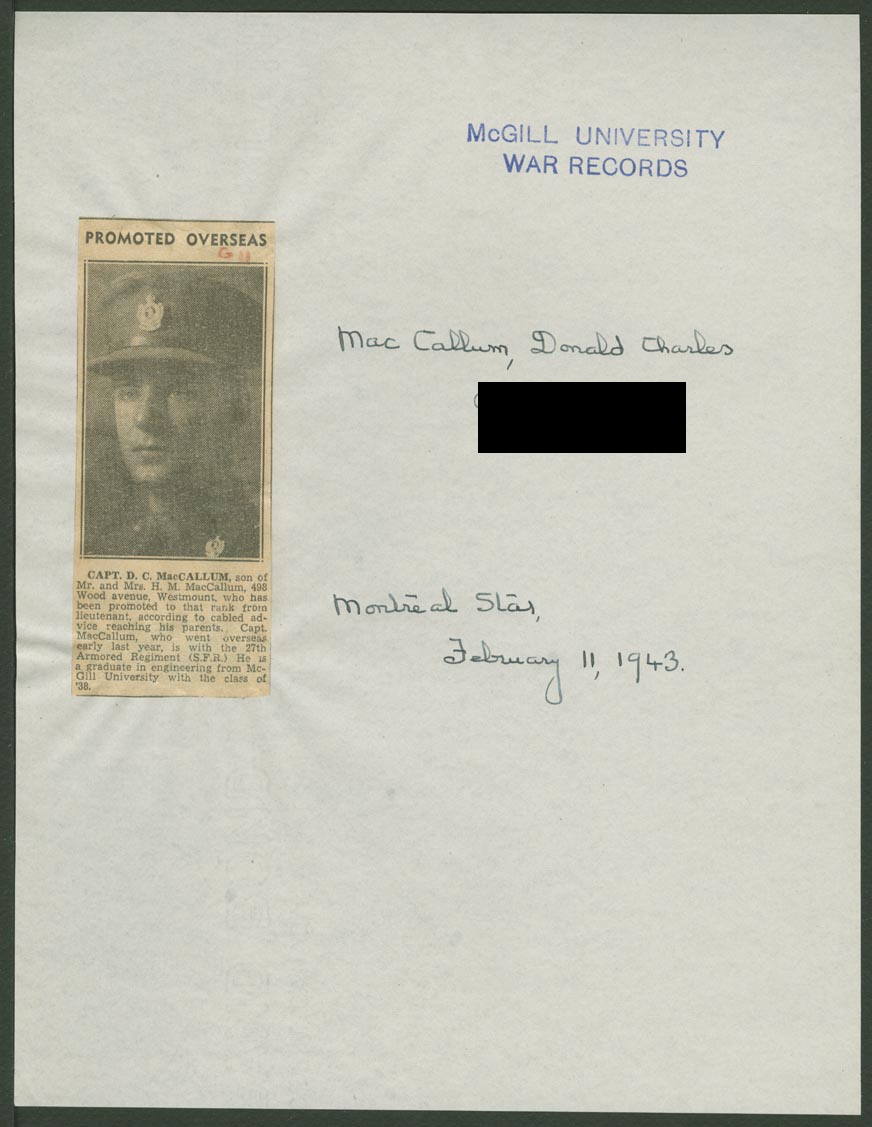 McGILL UNIVERSITY
WAR RECORDS
PROMOTED OVERSEAS
G 11
Mac Callum, Donald Charles
CAPT. D. C. MacCALLUM, son of
Mr. and Mrs. H. M. MacCALLUM, 498
Wood avenue, Westmount, who has
been promoted to that rank from
lieutenant, according to cabled ad-
vice reaching his parents. Capt.
MacCallum, who went overseas
early last year, is with the 27th
Armored Regiment (S.F.R.) He is
a graduate in engineering from Mc-
Gill University with the class of
'38.
Montreal Star,
February 11, 1943.